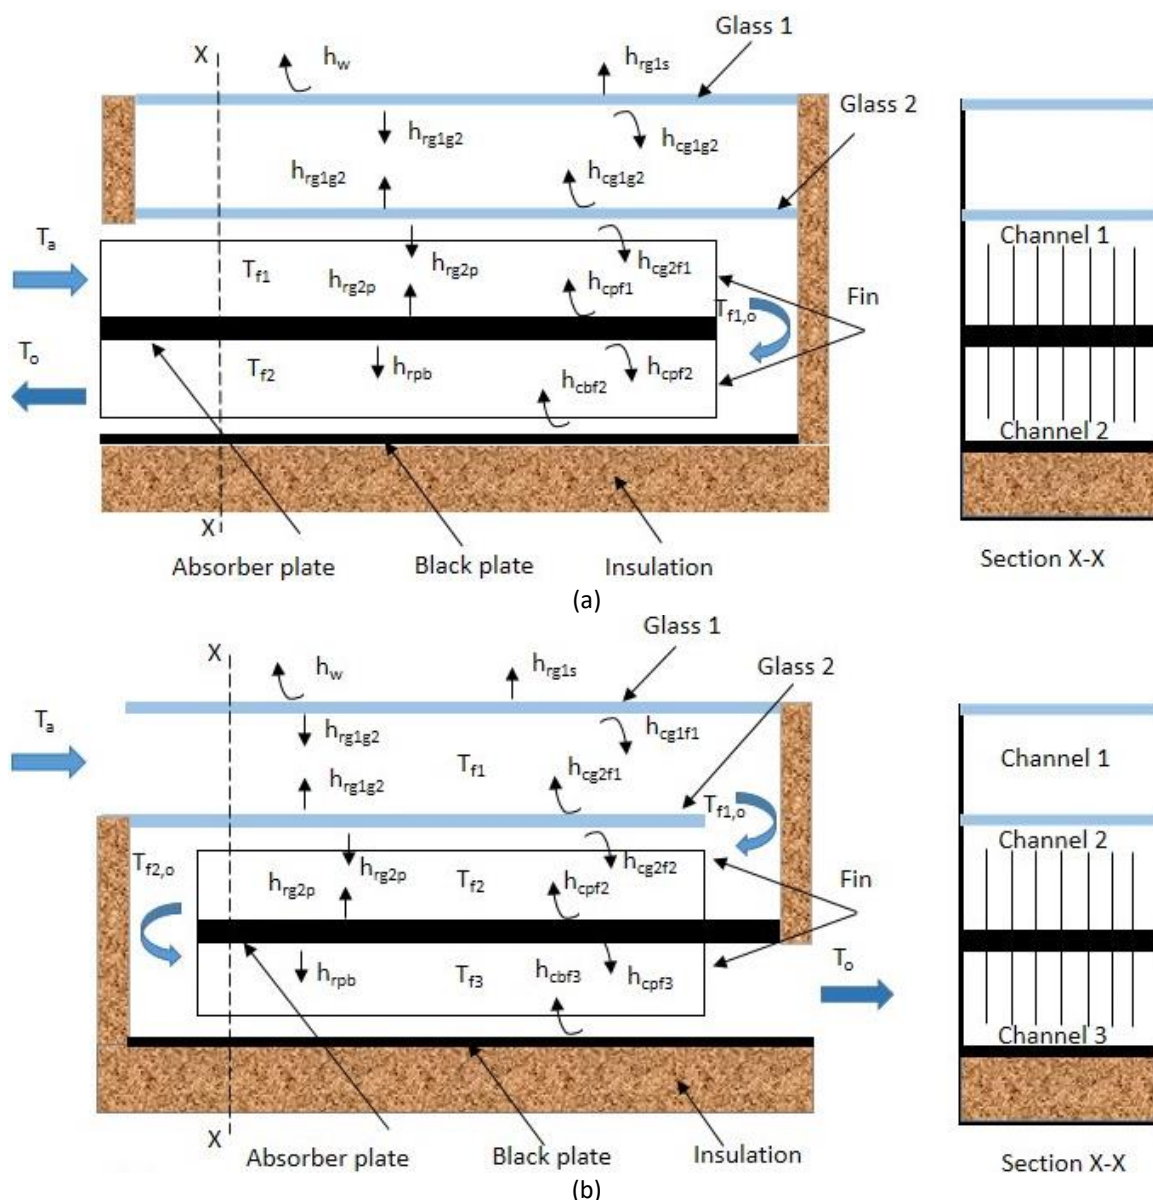 Glass 1
X
h_w
h_rg1s
Glass 2
h_rg1g2
h_cg1g2
h_rg1g2
h_cg1g2
T_a
Channel 1
T_f1
h_rg2p
h_rg2p
h_cg2f1
h_cpf1
Fin
T_f1,o
T_o
T_f2
h_rpb
h_cpf2
h_cbf2
Channel 2
X
Absorber plate
Black plate
Insulation
Section X-X
(a)
Glass 1
X
h_w
h_rg1s
Glass 2
T_a
h_rg1g2
h_cg1f1
T_f1
Channel 1
h_rg1g2
h_cg2f1
T_f1,o
Channel 2
T_f2,o
h_rg2p
h_cg2f2
h_rg2p
T_f2
h_cpf2
Fin
h_rpb
T_f3
h_cbf3
h_cpf3
T_o
Channel 3
X
Absorber plate
Black plate
Insulation
Section X-X
(b)